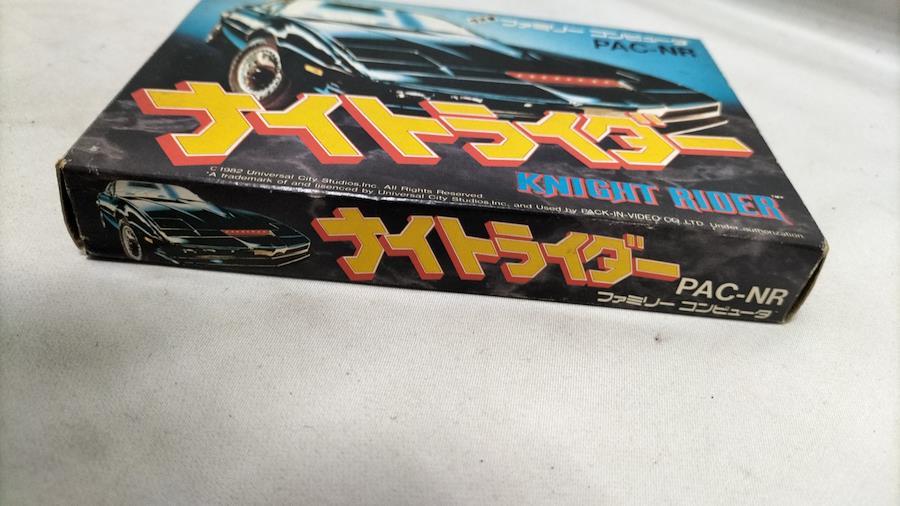 ファミリー コンピュータ
PAC-NR
ナイトライダー
KNIGHT RIDER™
©1982 Universal City Studios,Inc. All Rights Reserved
*A trademark of and lisenced by Universal City Studios,Inc, and Used by PACK-IN-VIDEO CO.,LTD. Under authorization
ナイトライダー
PAC-NR
ファミリー コンピュータ